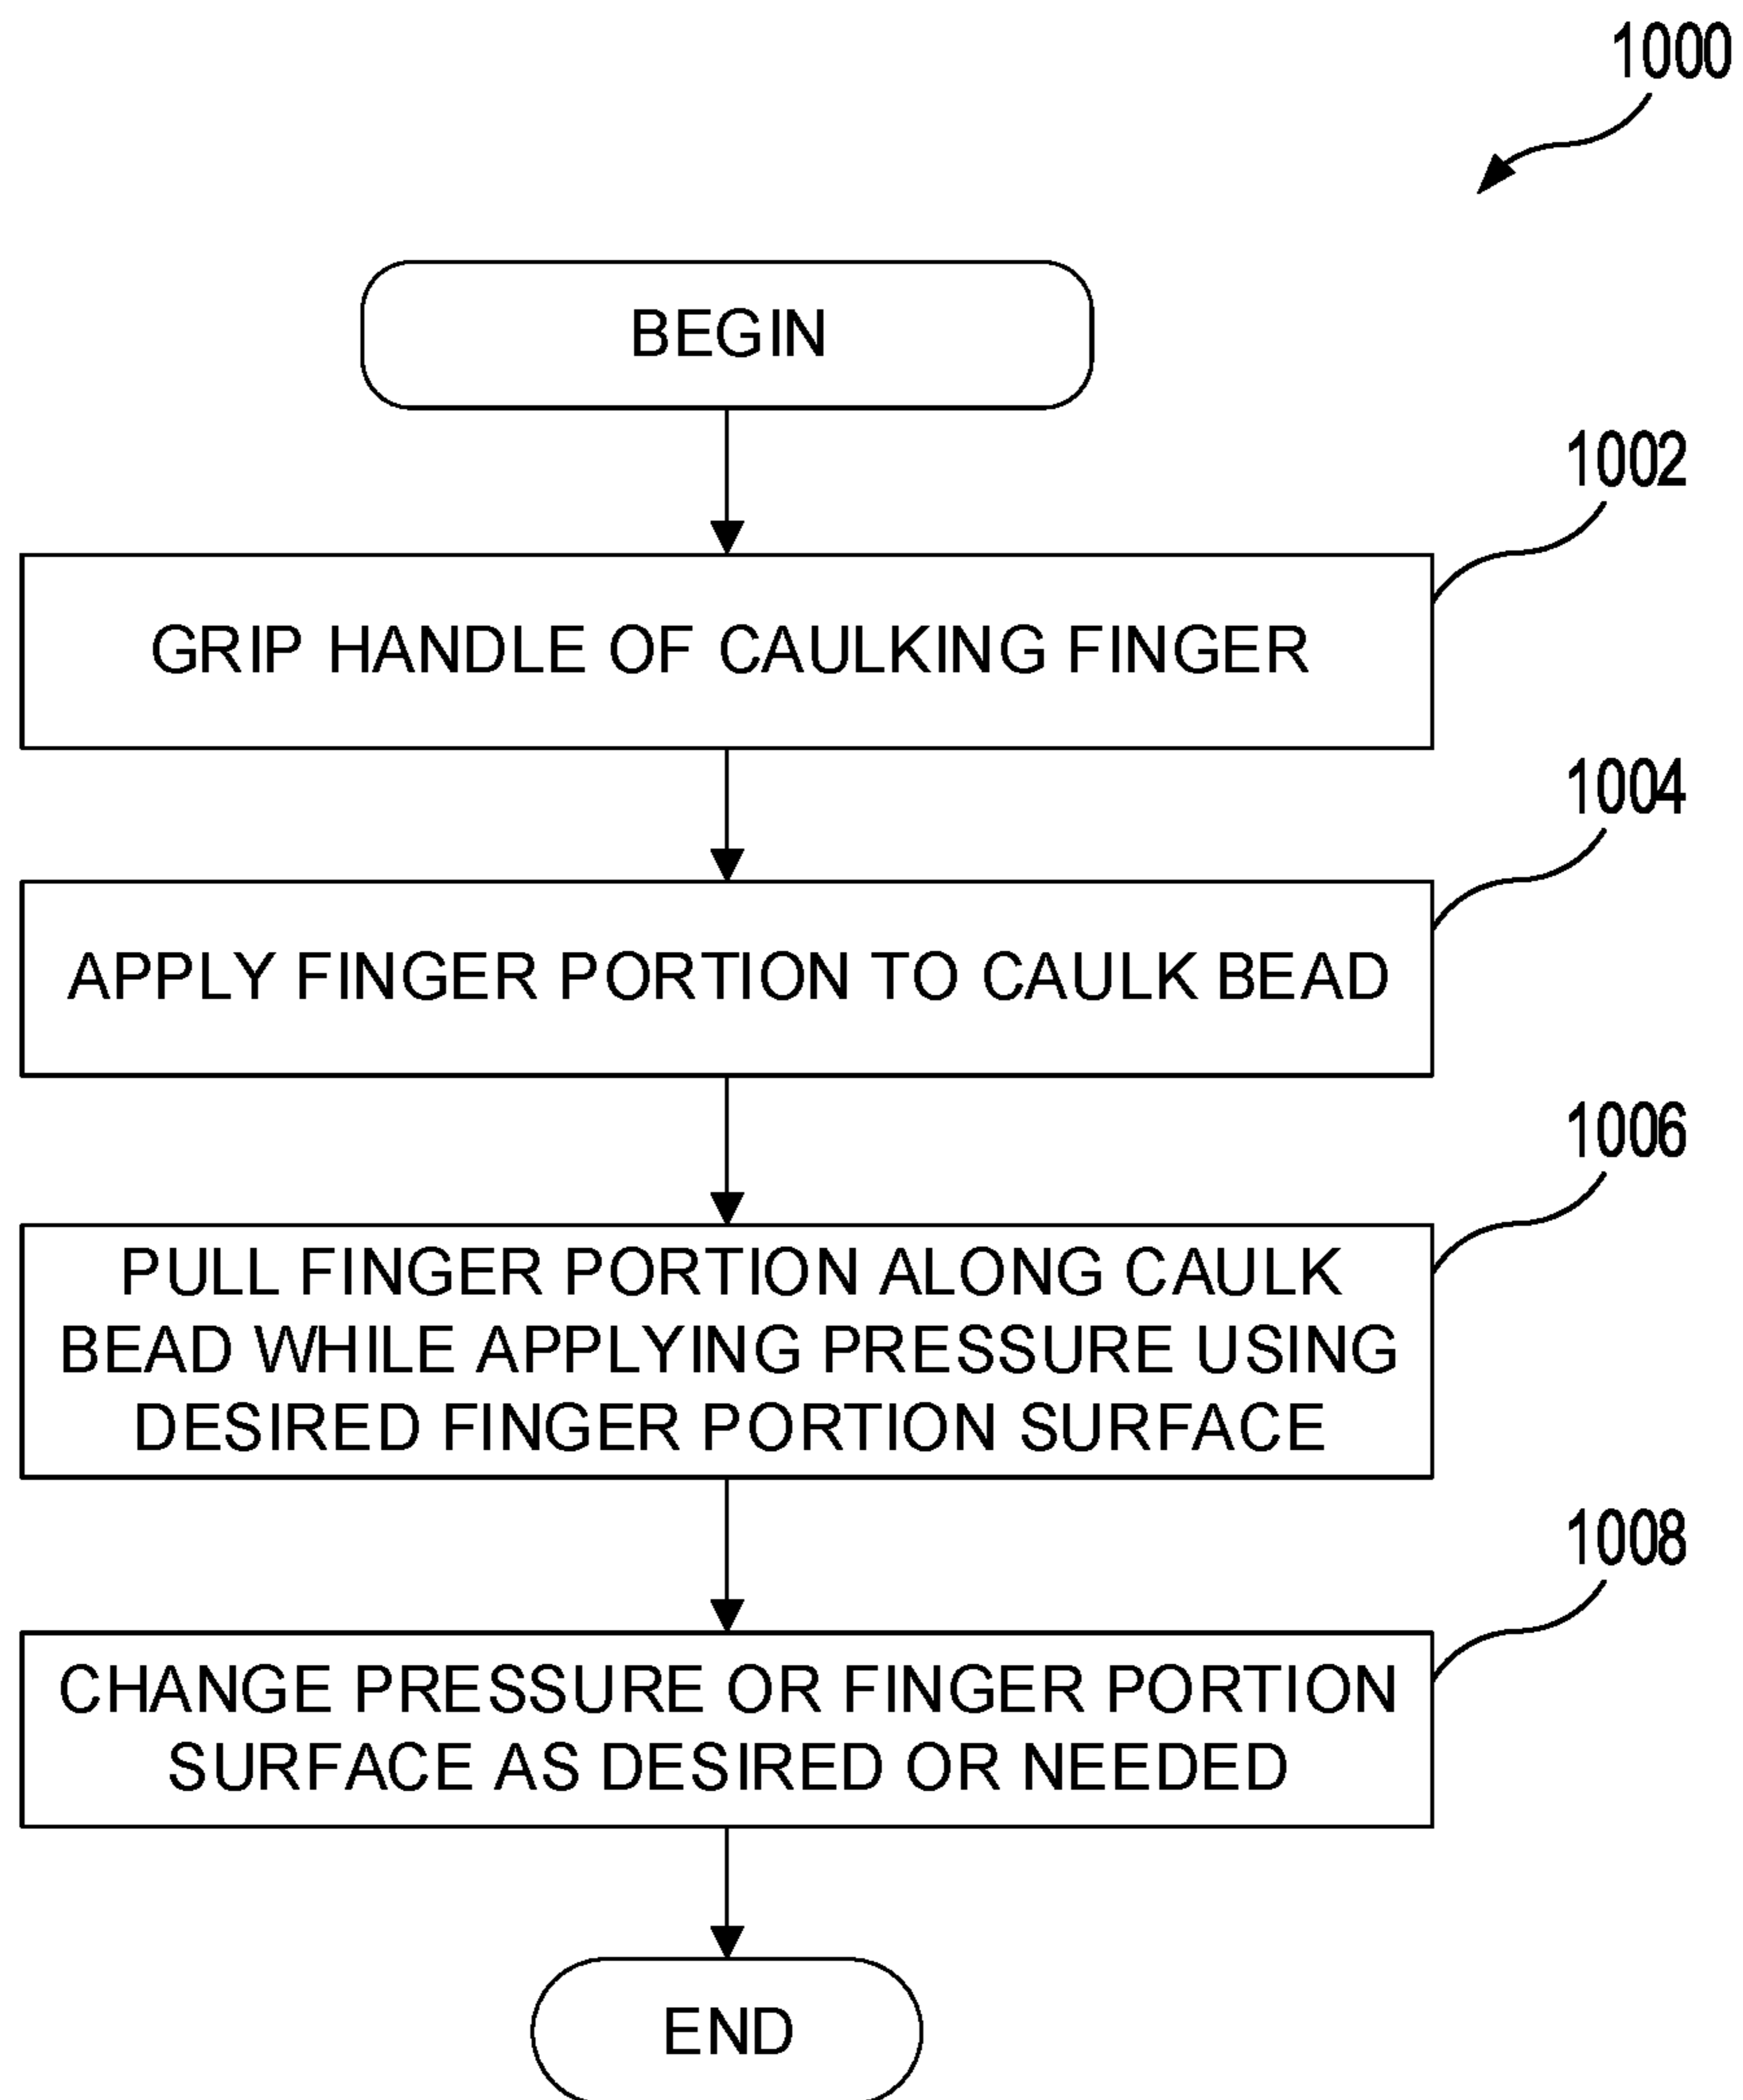 1000
BEGIN
1002
GRIP HANDLE OF CAULKING FINGER
1004
APPLY FINGER PORTION TO CAULK BEAD
1006
PULL FINGER PORTION ALONG CAULK
BEAD WHILE APPLYING PRESSURE USING
DESIRED FINGER PORTION SURFACE
1008
CHANGE PRESSURE OR FINGER PORTION
SURFACE AS DESIRED OR NEEDED
END